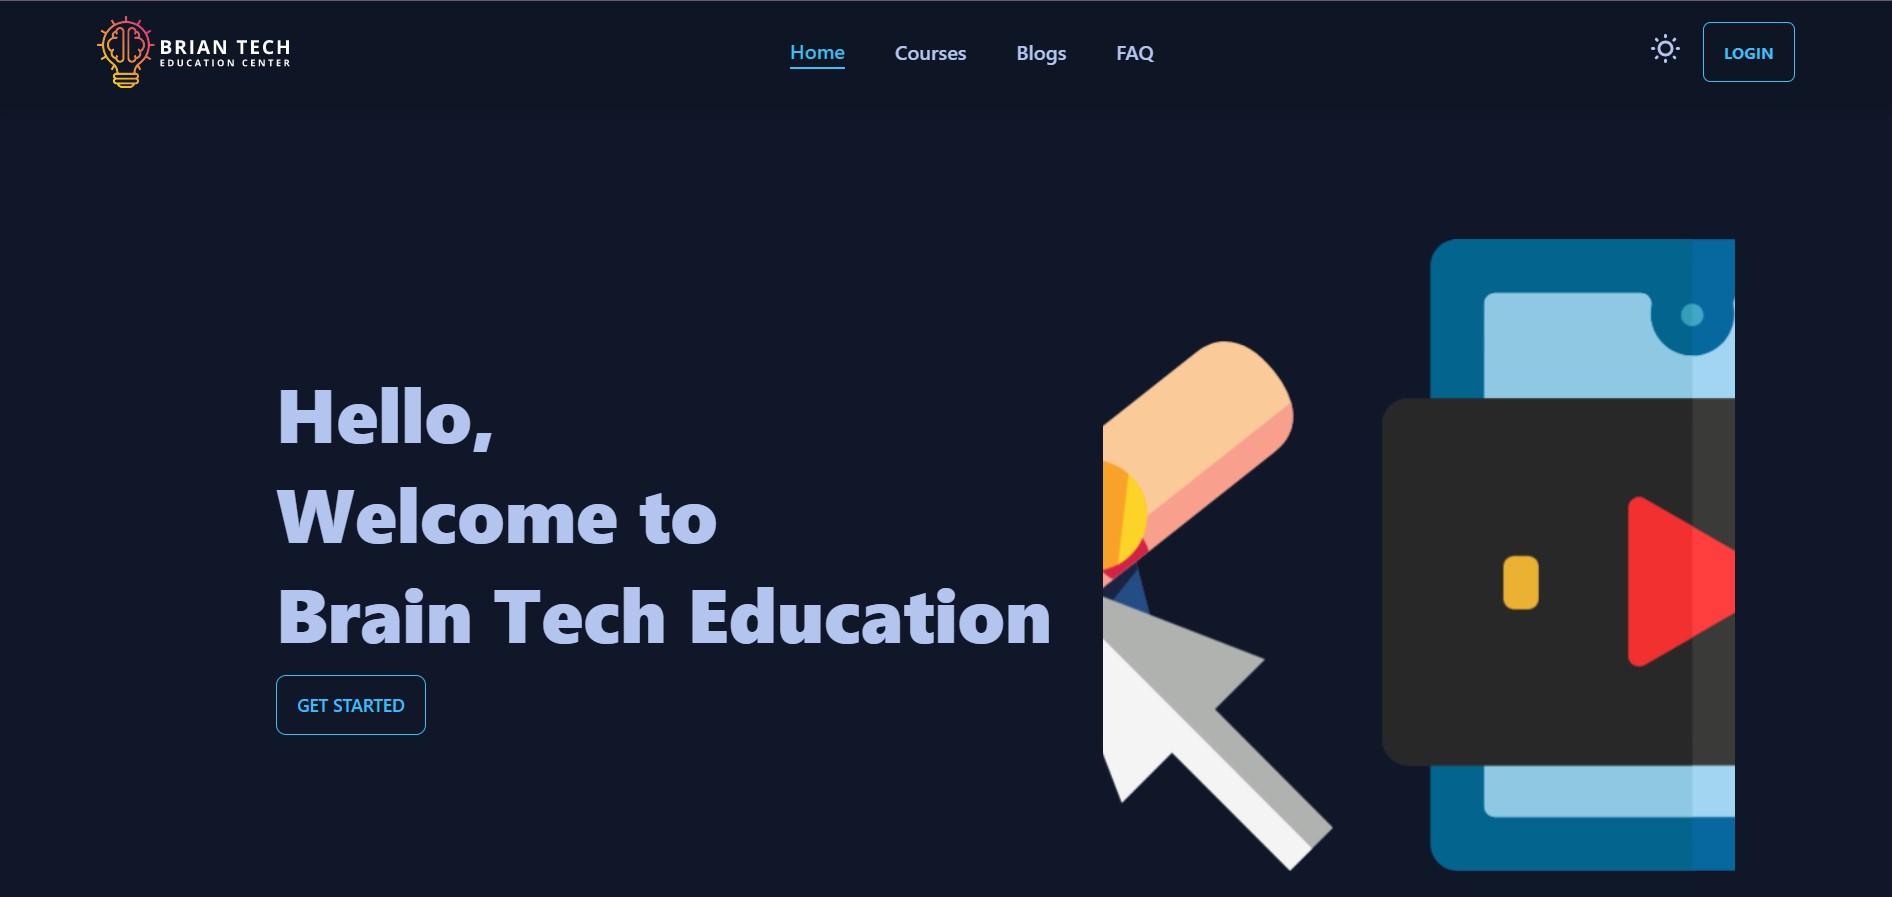 BRIAN TECH
EDUCATION CENTER
Home Courses Blogs FAQ
LOGIN
Hello,
Welcome to
Brain Tech Education
GET STARTED